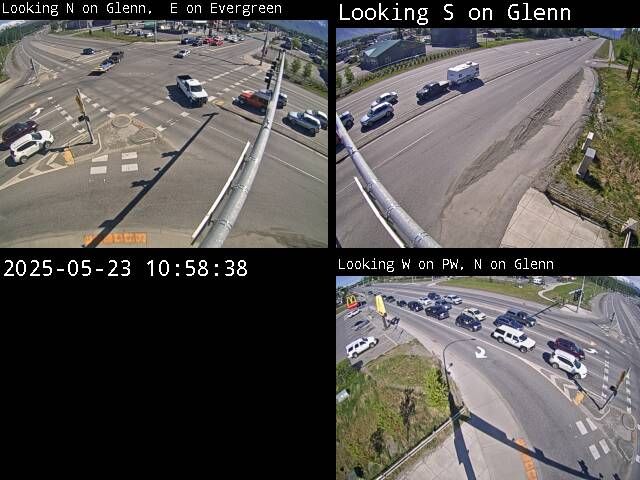 Looking N on Glenn,  E on Evergreen
Looking S on Glenn
2025-05-23 10:58:38
Looking W on PW, N on Glenn